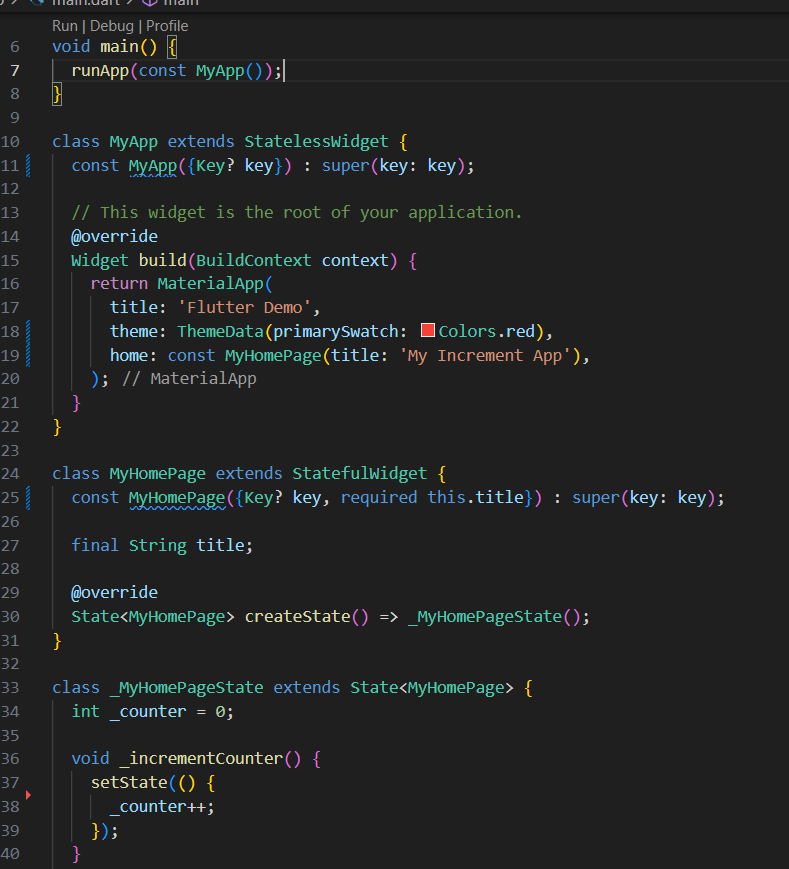 main.dart > main
Run | Debug | Profile
6 void main() {
7   runApp(const MyApp());
8 }
9
10 class MyApp extends StatelessWidget {
11   const MyApp({Key? key}) : super(key: key);
12
13   // This widget is the root of your application.
14   @override
15   Widget build(BuildContext context) {
16     return MaterialApp(
17       title: 'Flutter Demo',
18       theme: ThemeData(primarySwatch: Colors.red),
19       home: const MyHomePage(title: 'My Increment App'),
20     ); // MaterialApp
21   }
22 }
23
24 class MyHomePage extends StatefulWidget {
25   const MyHomePage({Key? key, required this.title}) : super(key: key);
26
27   final String title;
28
29   @override
30   State<MyHomePage> createState() => _MyHomePageState();
31 }
32
33 class _MyHomePageState extends State<MyHomePage> {
34   int _counter = 0;
35
36   void _incrementCounter() {
37     setState(() {
38       _counter++;
39     });
40   }